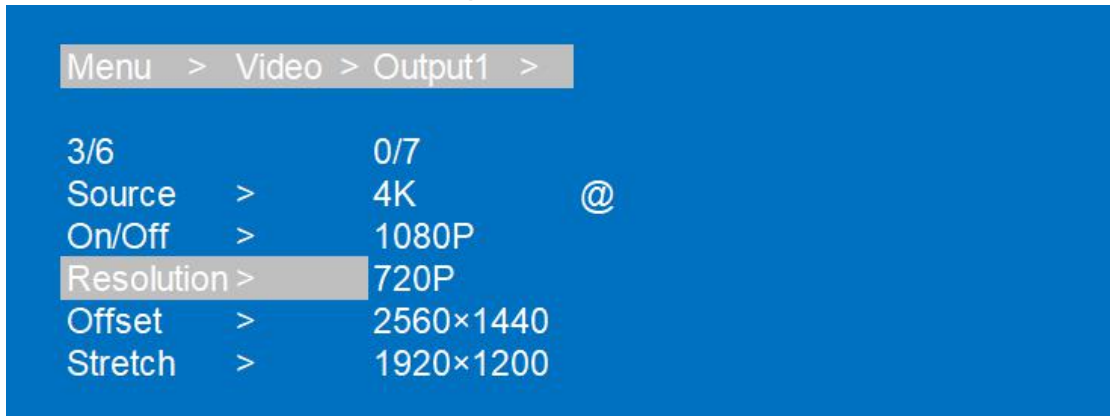 Menu > Video > Output1 >
3/6 0/7
Source > 4K @
On/Off > 1080P
Resolution > 720P
Offset > 2560×1440
Stretch > 1920×1200